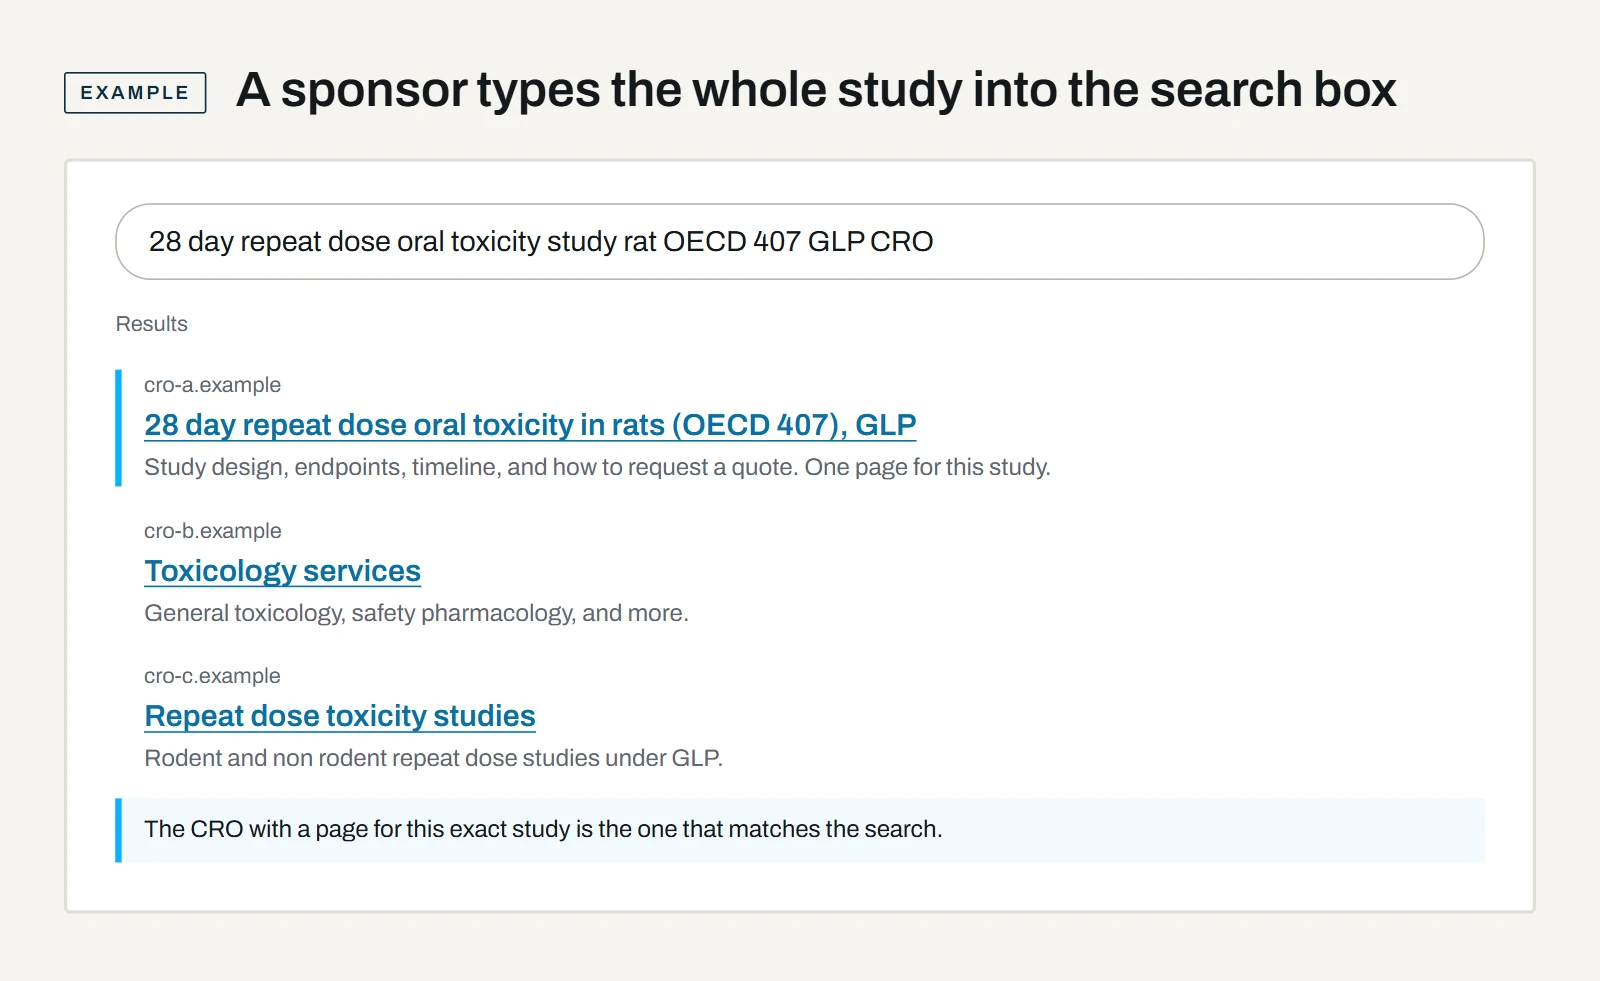 EXAMPLE
A sponsor types the whole study into the search box
28 day repeat dose oral toxicity study rat OECD 407 GLP CRO
Results
cro-a.example
28 day repeat dose oral toxicity in rats (OECD 407), GLP
Study design, endpoints, timeline, and how to request a quote. One page for this study.
cro-b.example
Toxicology services
General toxicology, safety pharmacology, and more.
cro-c.example
Repeat dose toxicity studies
Rodent and non rodent repeat dose studies under GLP.
The CRO with a page for this exact study is the one that matches the search.